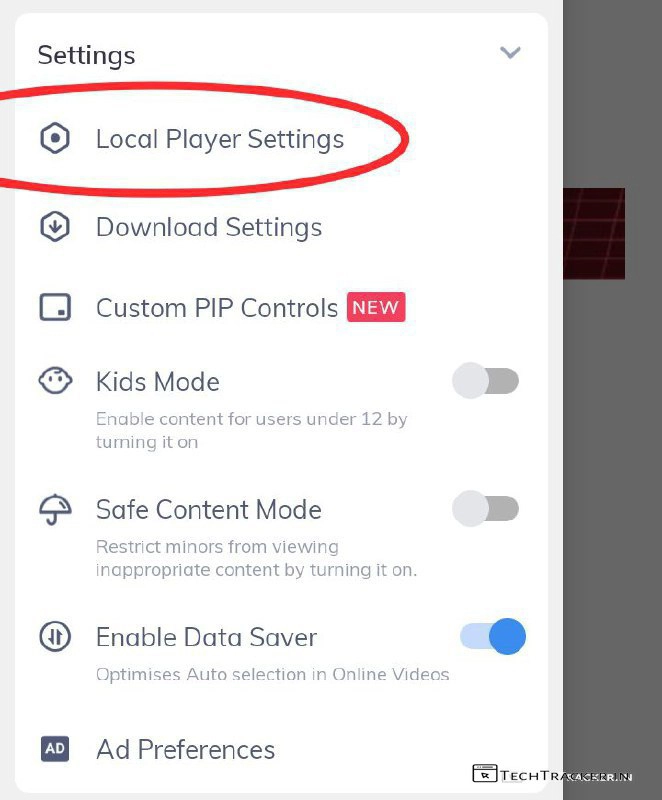 Settings
Local Player Settings
Download Settings
Custom PIP Controls NEW
Kids Mode
Enable content for users under 12 by
turning it on
Safe Content Mode
Restrict minors from viewing
inappropriate content by turning it on.
Enable Data Saver
Optimises Auto selection in Online Videos
AD Ad Preferences
TECHTRACKER.IN